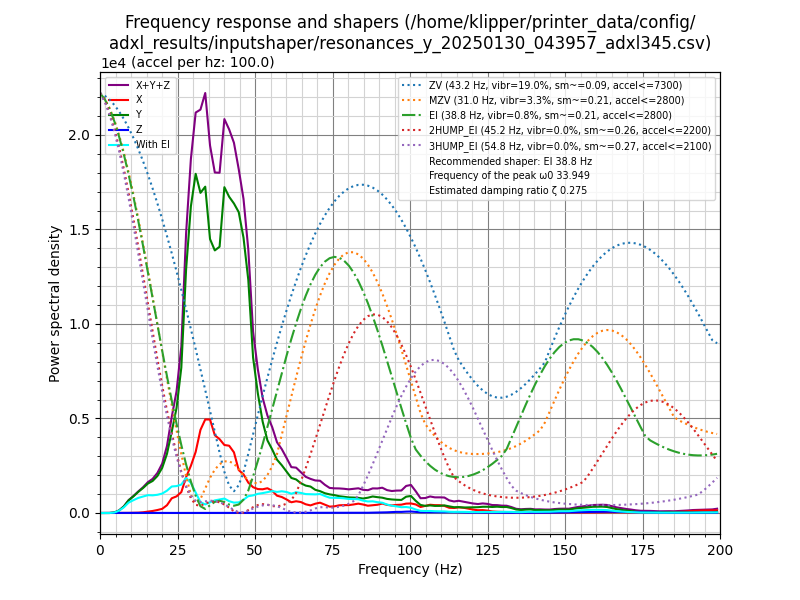 Frequency response and shapers (/home/klipper/printer_data/config/
adxl_results/inputshaper/resonances_y_20250130_043957_adxl345.csv)
1e4 (accel per hz: 100.0)
X+Y+Z
X
Y
Z
With EI
ZV (43.2 Hz, vibr=19.0%, sm~=0.09, accel<=7300)
MZV (31.0 Hz, vibr=3.3%, sm~=0.21, accel<=2800)
EI (38.8 Hz, vibr=0.8%, sm~=0.21, accel<=2800)
2HUMP_EI (45.2 Hz, vibr=0.0%, sm~=0.26, accel<=2200)
3HUMP_EI (54.8 Hz, vibr=0.0%, sm~=0.27, accel<=2100)
Recommended shaper: EI 38.8 Hz
Frequency of the peak ω0 33.949
Estimated damping ratio ζ 0.275
Power spectral density
2.0
1.5
1.0
0.5
0.0
0 25 50 75 100 125 150 175 200
Frequency (Hz)